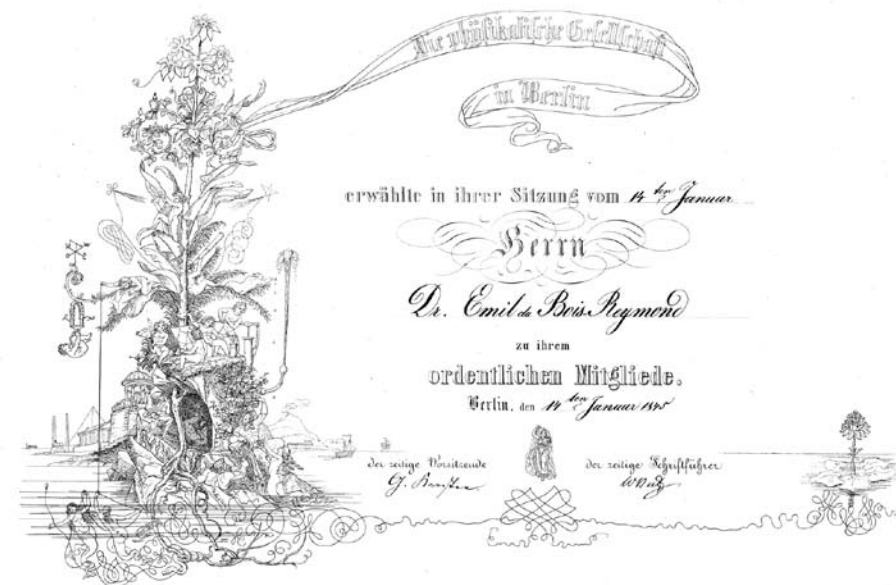 Die physikalische Gesellschaft
in Berlin
erwählte in ihrer Sitzung vom 14ten Januar
Herrn
Dr. Emil du Bois-Reymond
zu ihrem
ordentlichen Mitgliede.
Berlin, den 14ten Januar 1845
der zeitige Vorsitzende
der zeitige Schriftführer
G. Karsten